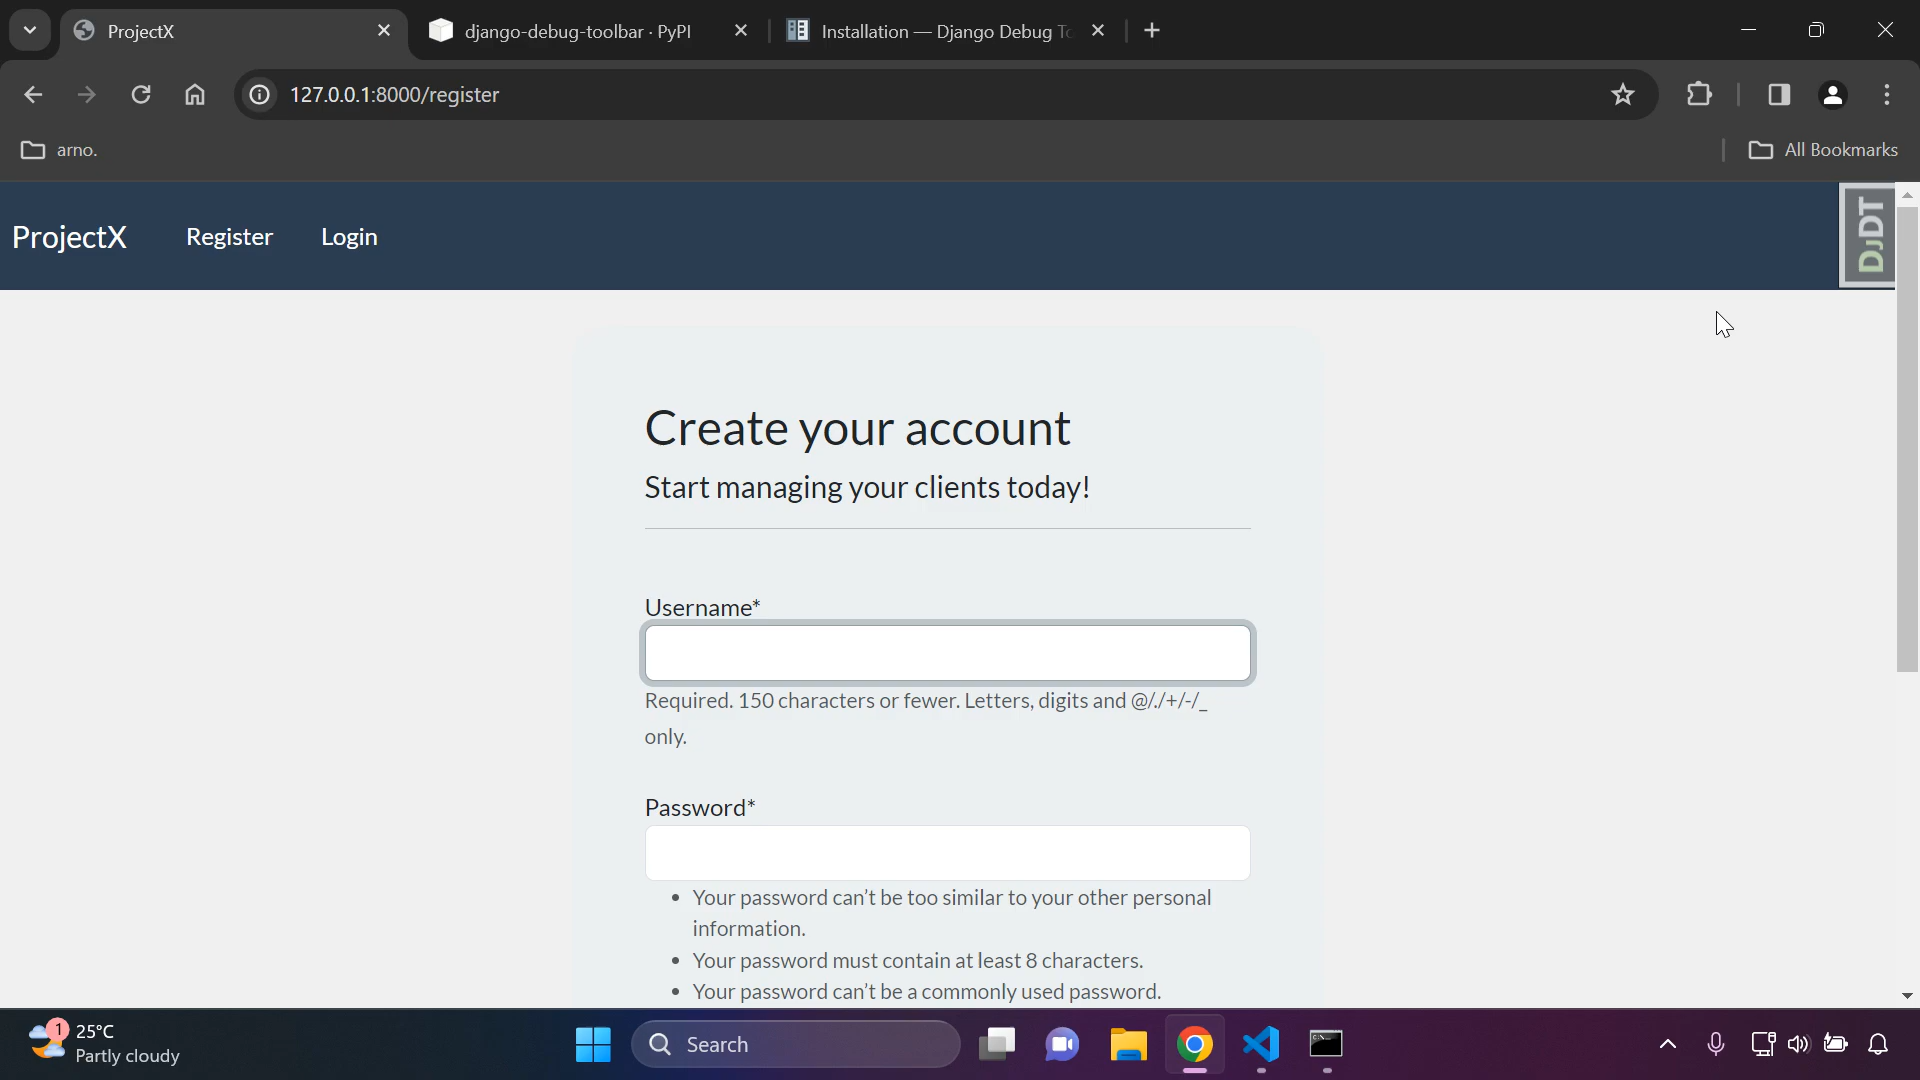 ProjectX
django-debug-toolbar · PyPI
Installation — Django Debug To
127.0.0.1:8000/register
arno.
All Bookmarks
ProjectX
Register
Login
DJDT
Create your account
Start managing your clients today!
Username*
Required. 150 characters or fewer. Letters, digits and @/./+/-/_
only.
Password*
• Your password can't be too similar to your other personal
information.
• Your password must contain at least 8 characters.
• Your password can't be a commonly used password.
1
25°C
Partly cloudy
Search